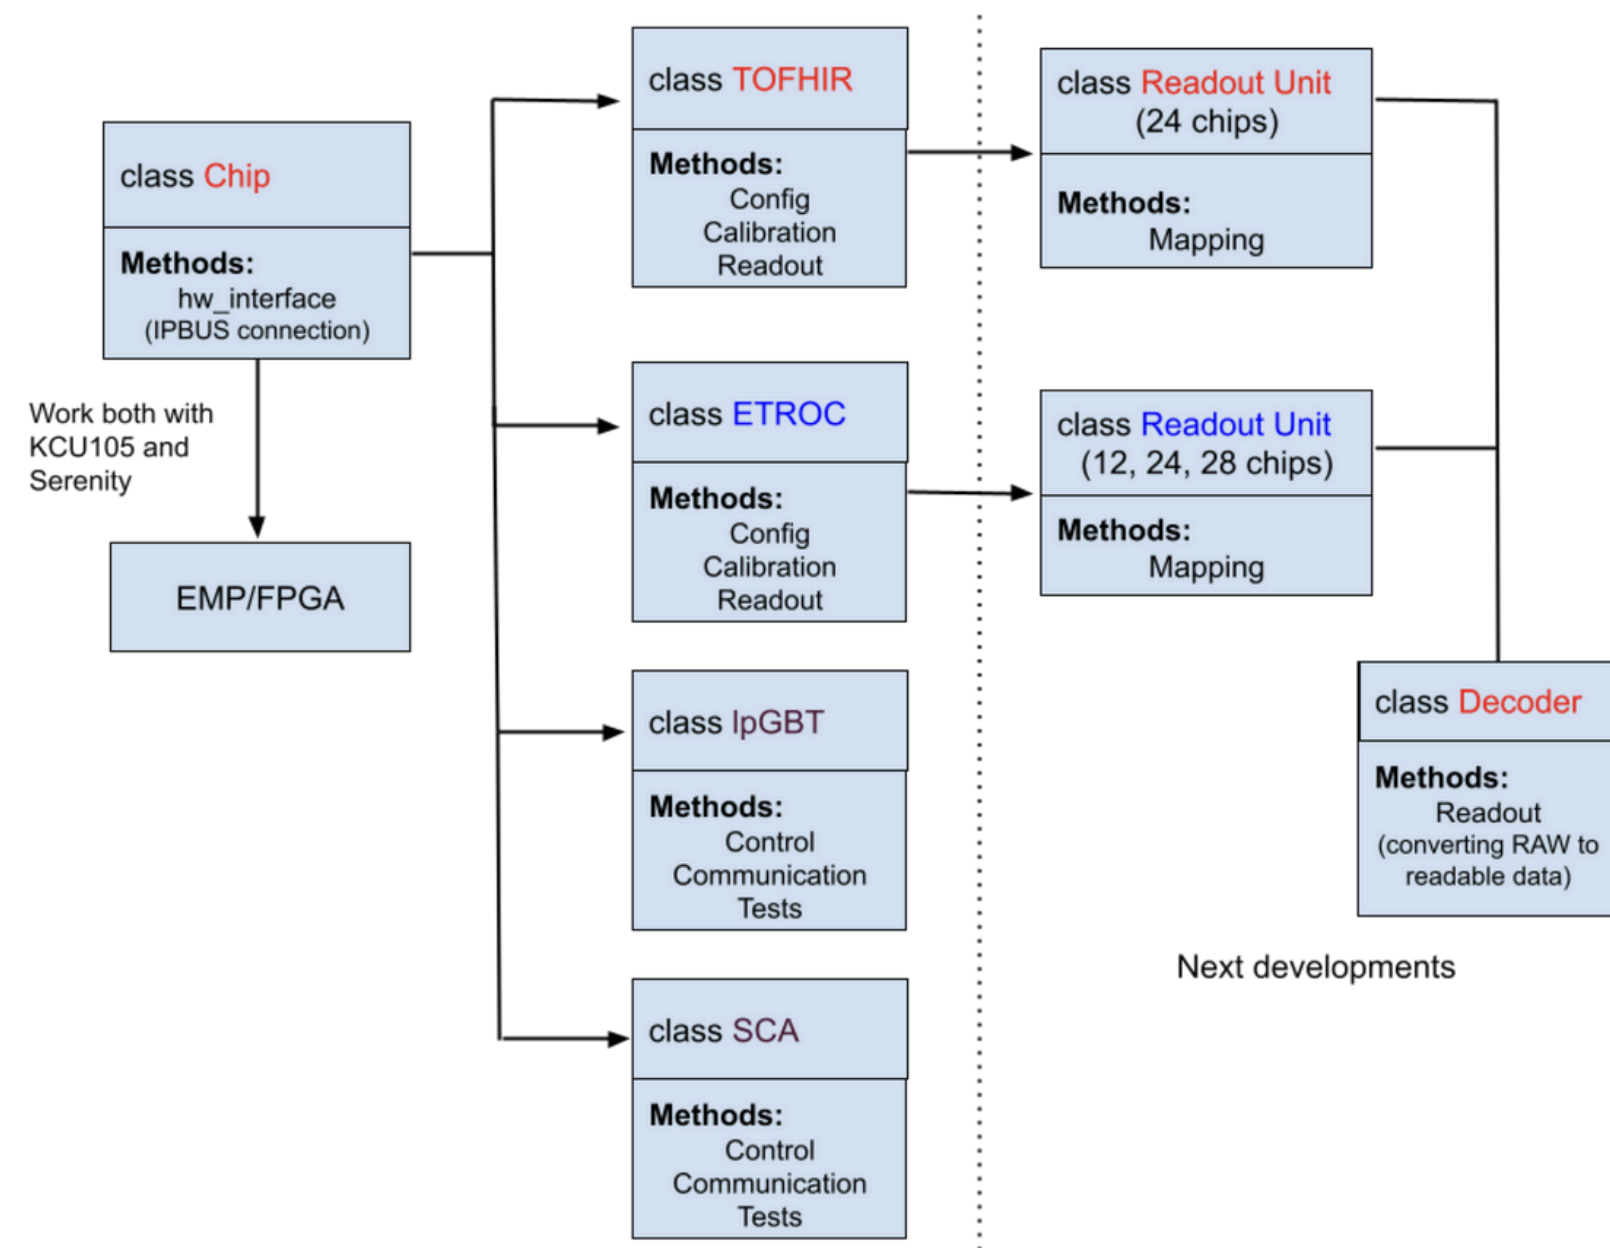 class Chip
Methods:
hw_interface
(IPBUS connection)
Work both with
KCU105 and
Serenity
EMP/FPGA
class TOFHIR
Methods:
Config
Calibration
Readout
class ETROC
Methods:
Config
Calibration
Readout
class lpGBT
Methods:
Control
Communication
Tests
class SCA
Methods:
Control
Communication
Tests
class Readout Unit
(24 chips)
Methods:
Mapping
class Readout Unit
(12, 24, 28 chips)
Methods:
Mapping
class Decoder
Methods:
Readout
(converting RAW to
readable data)
Next developments